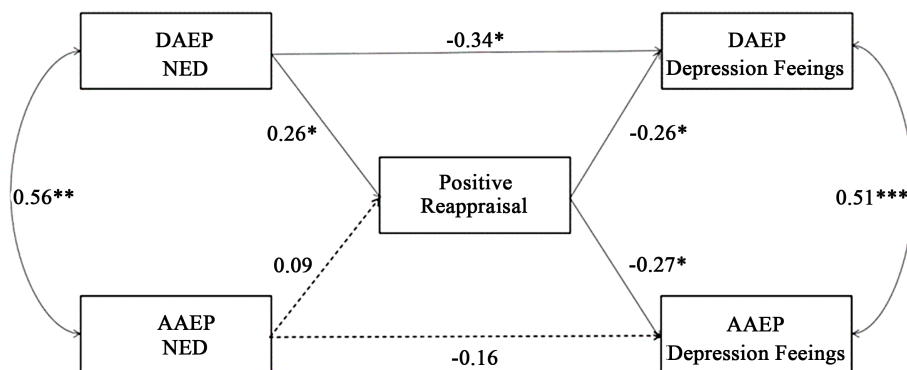 DAEP
NED
-0.34*
DAEP
Depression Feeings
0.26*
-0.26*
Positive
Reappraisal
0.56**
0.51***
0.09
-0.27*
AAEP
NED
-0.16
AAEP
Depression Feeings